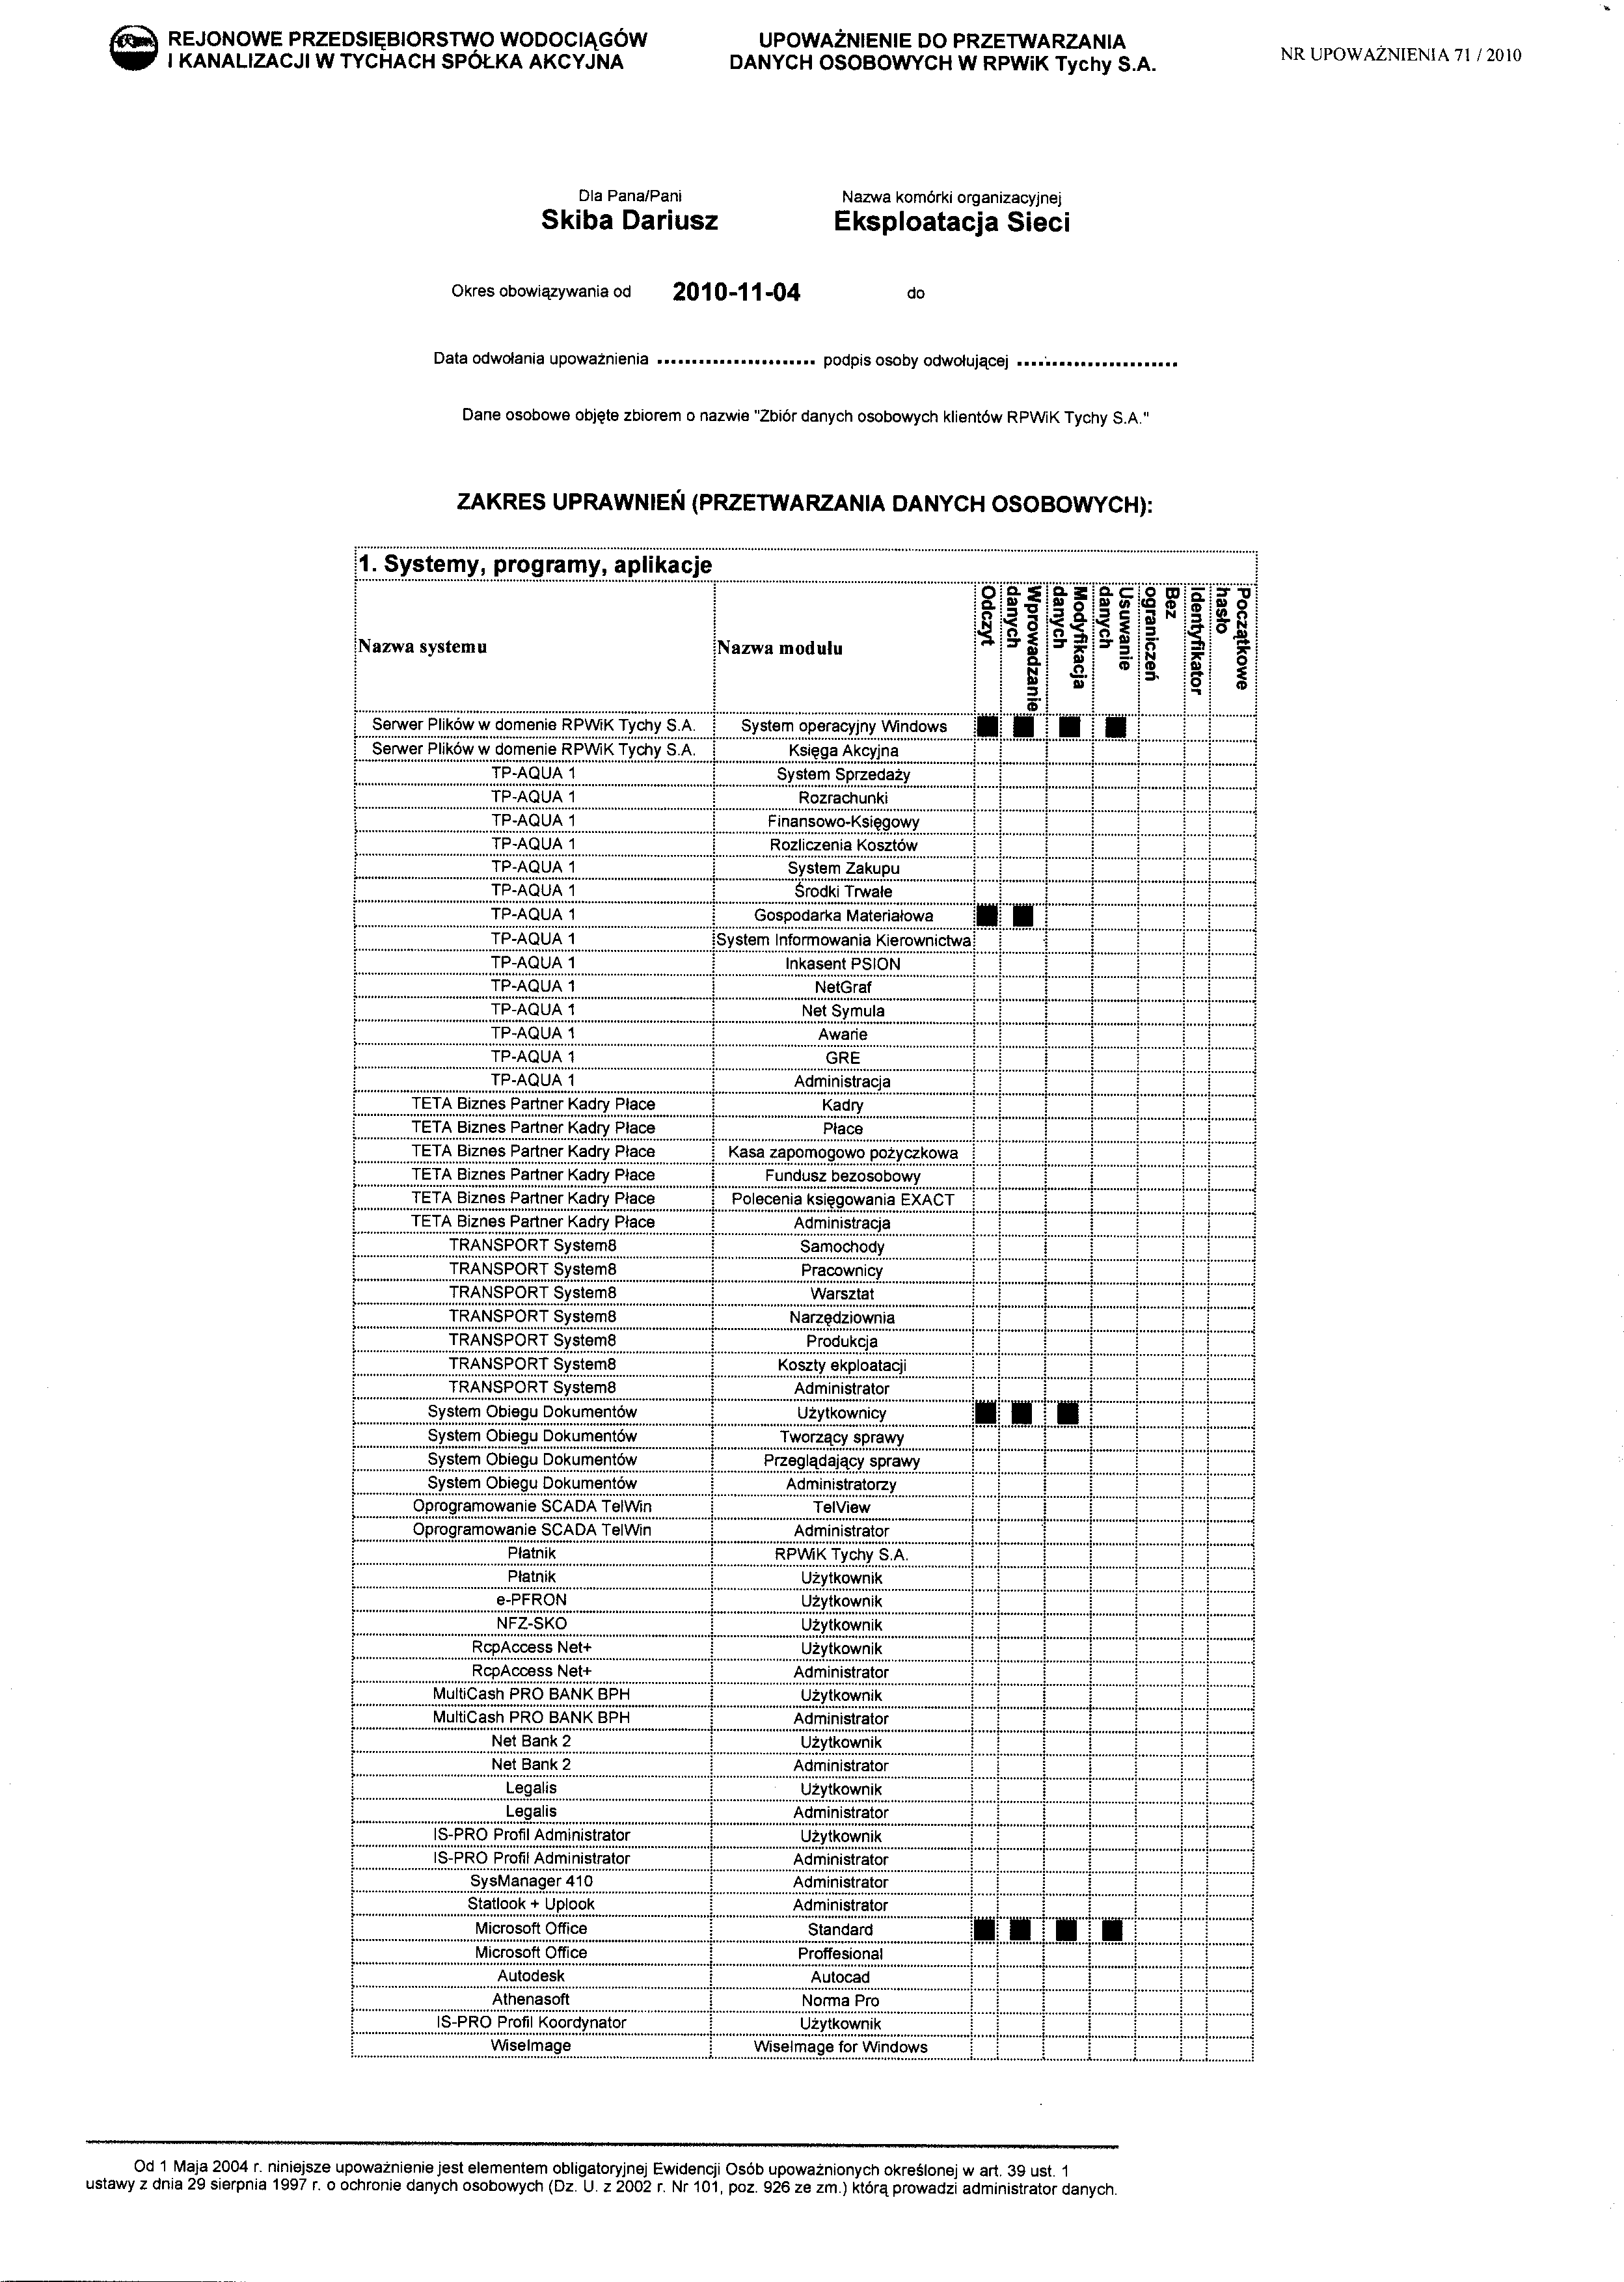 REJONOWE PRZEDSIĘBIORSTWO WODOCIĄGÓW
I KANALIZACJI W TYCHACH SPÓŁKA AKCYJNA
UPOWAŻNIENIE DO PRZETWARZANIA
DANYCH OSOBOWYCH W RPWiK Tychy S.A.
NR UPOWAŻNIENIA 71 / 2010
Dla Pana/Pani
Skiba Dariusz
Nazwa komórki organizacyjnej
Eksploatacja Sieci
Okres obowiązywania od 2010-11-04 do
Data odwołania upoważnienia ....................... podpis osoby odwołującej .......................
Dane osobowe objęte zbiorem o nazwie "Zbiór danych osobowych klientów RPWiK Tychy S.A."
ZAKRES UPRAWNIEŃ (PRZETWARZANIA DANYCH OSOBOWYCH):
1. Systemy, programy, aplikacje
Nazwa systemu Nazwa modułu
Odczyt
Wprowadzanie
danych
Modyfikacja
danych
Usuwanie
danych
Bez
ograniczeń
Identyfikator
Początkowe
hasło
Serwer Plików w domenie RPWiK Tychy S.A. System operacyjny Windows ■ ■ ■ ■
Serwer Plików w domenie RPWiK Tychy S.A. Księga Akcyjna
TP-AQUA 1 System Sprzedaży
TP-AQUA 1 Rozrachunki
TP-AQUA 1 Finansowo-Księgowy
TP-AQUA 1 Rozliczenia Kosztów
TP-AQUA 1 System Zakupu
TP-AQUA 1 Środki Trwałe
TP-AQUA 1 Gospodarka Materiałowa ■ ■
TP-AQUA 1 System Informowania Kierownictwa
TP-AQUA 1 Inkasent PSION
TP-AQUA 1 NetGraf
TP-AQUA 1 Net Symula
TP-AQUA 1 Awarie
TP-AQUA 1 GRE
TP-AQUA 1 Administracja
TETA Biznes Partner Kadry Płace Kadry
TETA Biznes Partner Kadry Płace Płace
TETA Biznes Partner Kadry Płace Kasa zapomogowo pożyczkowa
TETA Biznes Partner Kadry Płace Fundusz bezosobowy
TETA Biznes Partner Kadry Płace Polecenia księgowania EXACT
TETA Biznes Partner Kadry Płace Administracja
TRANSPORT System8 Samochody
TRANSPORT System8 Pracownicy
TRANSPORT System8 Warsztat
TRANSPORT System8 Narzędziownia
TRANSPORT System8 Produkcja
TRANSPORT System8 Koszty ekploatacji
TRANSPORT System8 Administrator
System Obiegu Dokumentów Użytkownicy ■ ■ ■
System Obiegu Dokumentów Tworzący sprawy
System Obiegu Dokumentów Przeglądający sprawy
System Obiegu Dokumentów Administratorzy
Oprogramowanie SCADA TelWin TelView
Oprogramowanie SCADA TelWin Administrator
Płatnik RPWiK Tychy S.A.
Płatnik Użytkownik
e-PFRON Użytkownik
NFZ-SKO Użytkownik
RcpAccess Net+ Użytkownik
RcpAccess Net+ Administrator
MultiCash PRO BANK BPH Użytkownik
MultiCash PRO BANK BPH Administrator
Net Bank 2 Użytkownik
Net Bank 2 Administrator
Legalis Użytkownik
Legalis Administrator
IS-PRO Profil Administrator Użytkownik
IS-PRO Profil Administrator Administrator
SysManager 410 Administrator
Statlook + Uplook Administrator
Microsoft Office Standard ■ ■ ■ ■
Microsoft Office Proffesional
Autodesk Autocad
Athenasoft Norma Pro
IS-PRO Profil Koordynator Użytkownik
WiseImage WiseImage for Windows
Od 1 Maja 2004 r. niniejsze upoważnienie jest elementem obligatoryjnej Ewidencji Osób upoważnionych określonej w art. 39 ust. 1
ustawy z dnia 29 sierpnia 1997 r. o ochronie danych osobowych (Dz. U. z 2002 r. Nr 101, poz. 926 ze zm.) którą prowadzi administrator danych.